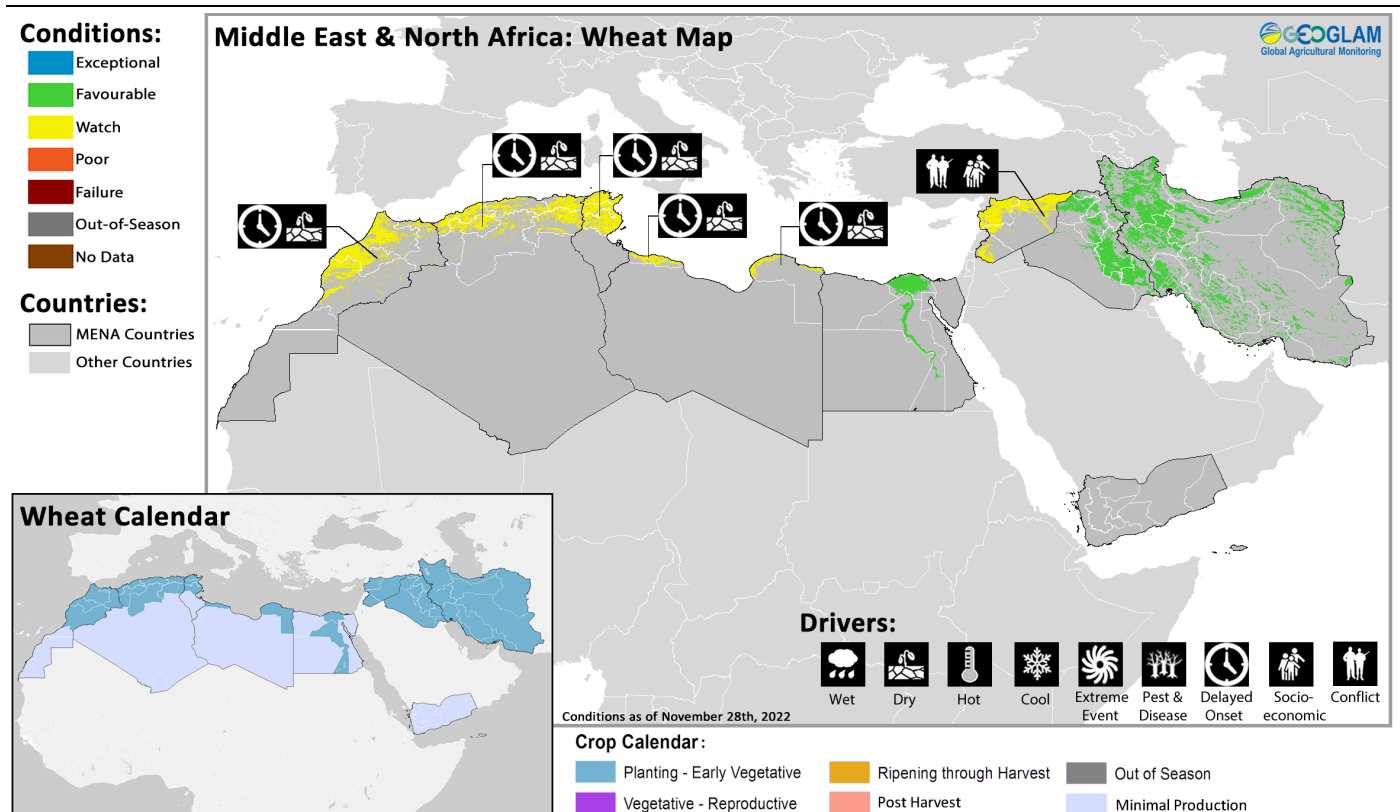 Conditions:
Exceptional
Favourable
Watch
Poor
Failure
Out-of-Season
No Data
Countries:
MENA Countries
Other Countries
Middle East & North Africa: Wheat Map
GEOGLAM
Global Agricultural Monitoring
Wheat Calendar
Drivers:
Wet
Dry
Hot
Cool
Extreme
Event
Pest &
Disease
Delayed
Onset
Socio-
economic
Conflict
Conditions as of November 28th, 2022
Crop Calendar:
Planting - Early Vegetative
Ripening through Harvest
Out of Season
Vegetative - Reproductive
Post Harvest
Minimal Production